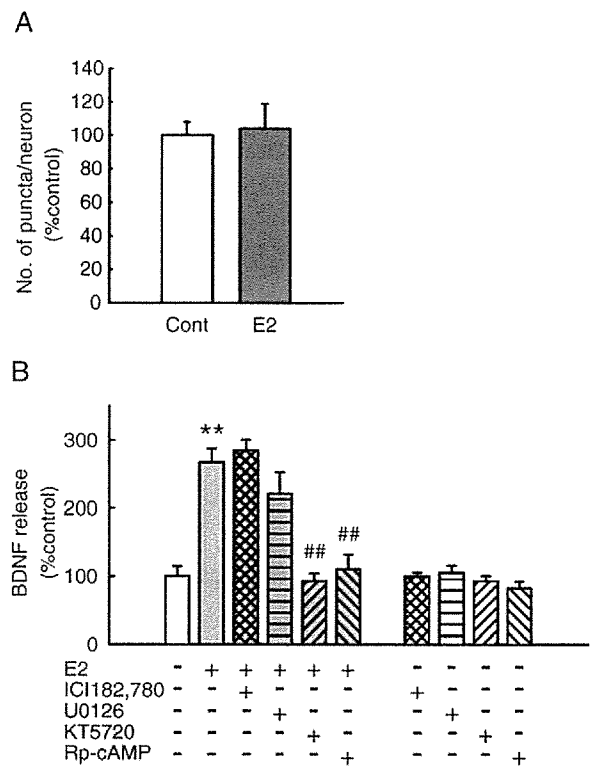 A
No. of puncta/neuron
(%control)
140
120
100
80
60
40
20
0
Cont E2
B
BDNF release
(%control)
300
200
100
0
**
##
##
E2 - + + + + + - - - -
ICI182,780 - - + - - - + - - -
U0126 - - - + - - - + - -
KT5720 - - - - + - - - + -
Rp-cAMP - - - - - + - - - +